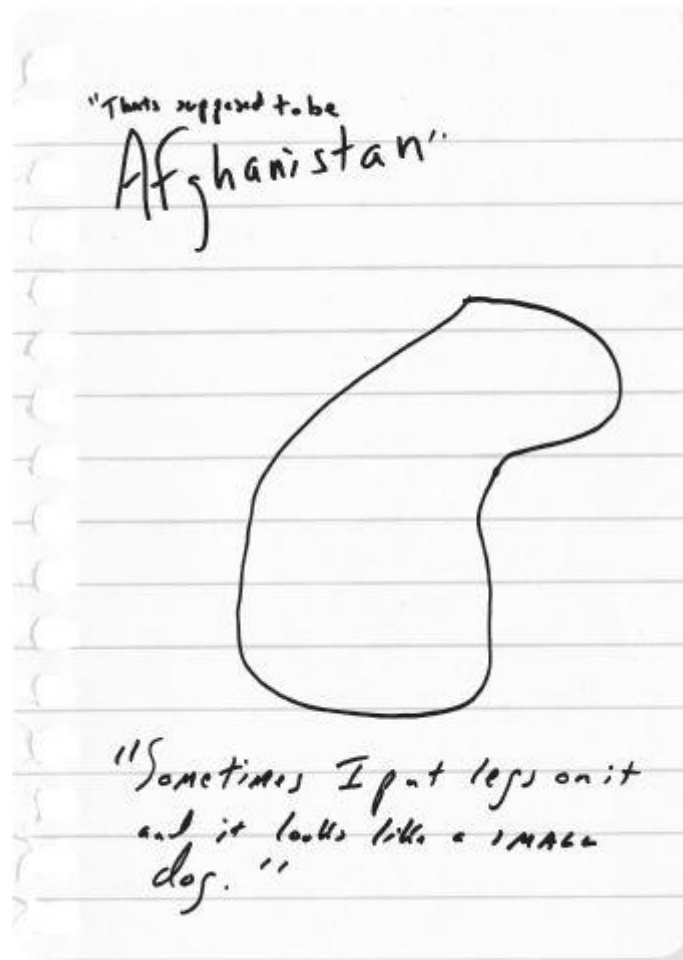 "Thats supposed to be
Afghanistan"
"Sometimes I put legs on it
and it looks like a SMALL
dog."